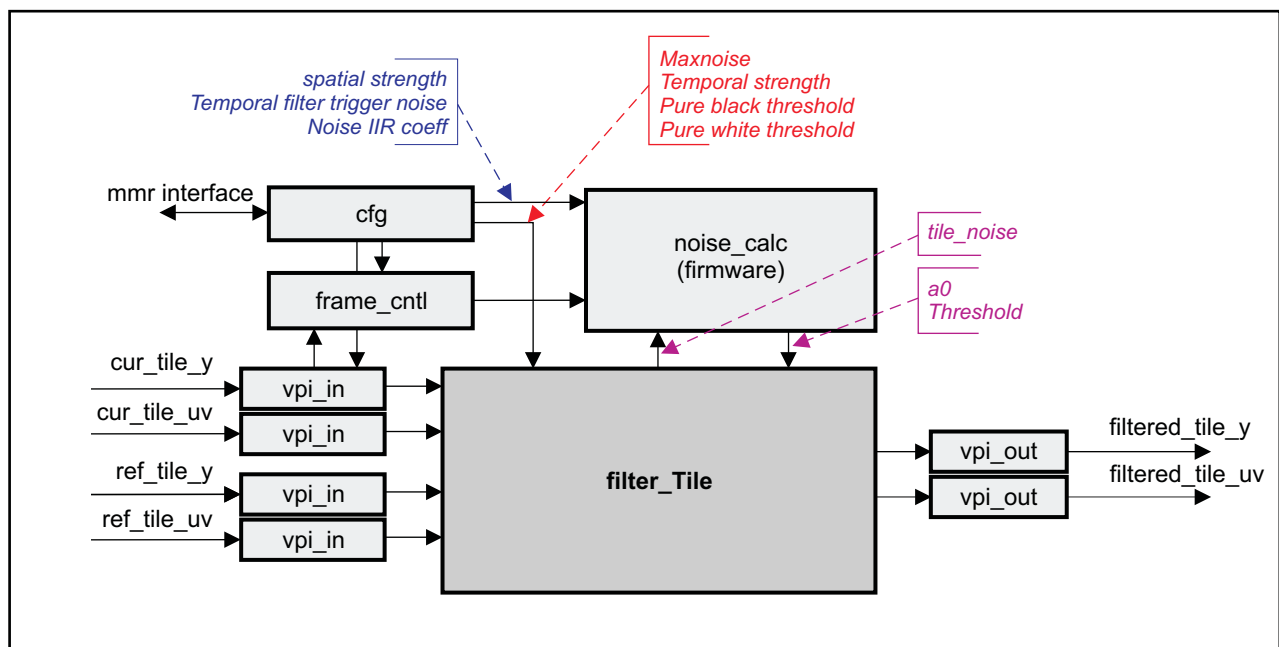 spatial strength
Temporal filter trigger noise
Noise IIR coeff
Maxnoise
Temporal strength
Pure black threshold
Pure white threshold
mmr interface
cfg
noise_calc
(firmware)
tile_noise
a0
Threshold
frame_cntl
cur_tile_y
vpi_in
cur_tile_uv
vpi_in
ref_tile_y
vpi_in
ref_tile_uv
vpi_in
filter_Tile
vpi_out
filtered_tile_y
vpi_out
filtered_tile_uv